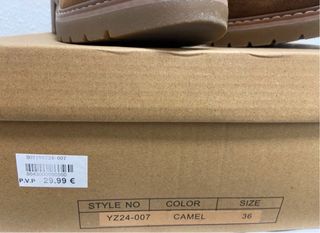 P.V.P 29.99 €
STYLE NO COLOR SIZE
YZ24-007 CAMEL 36